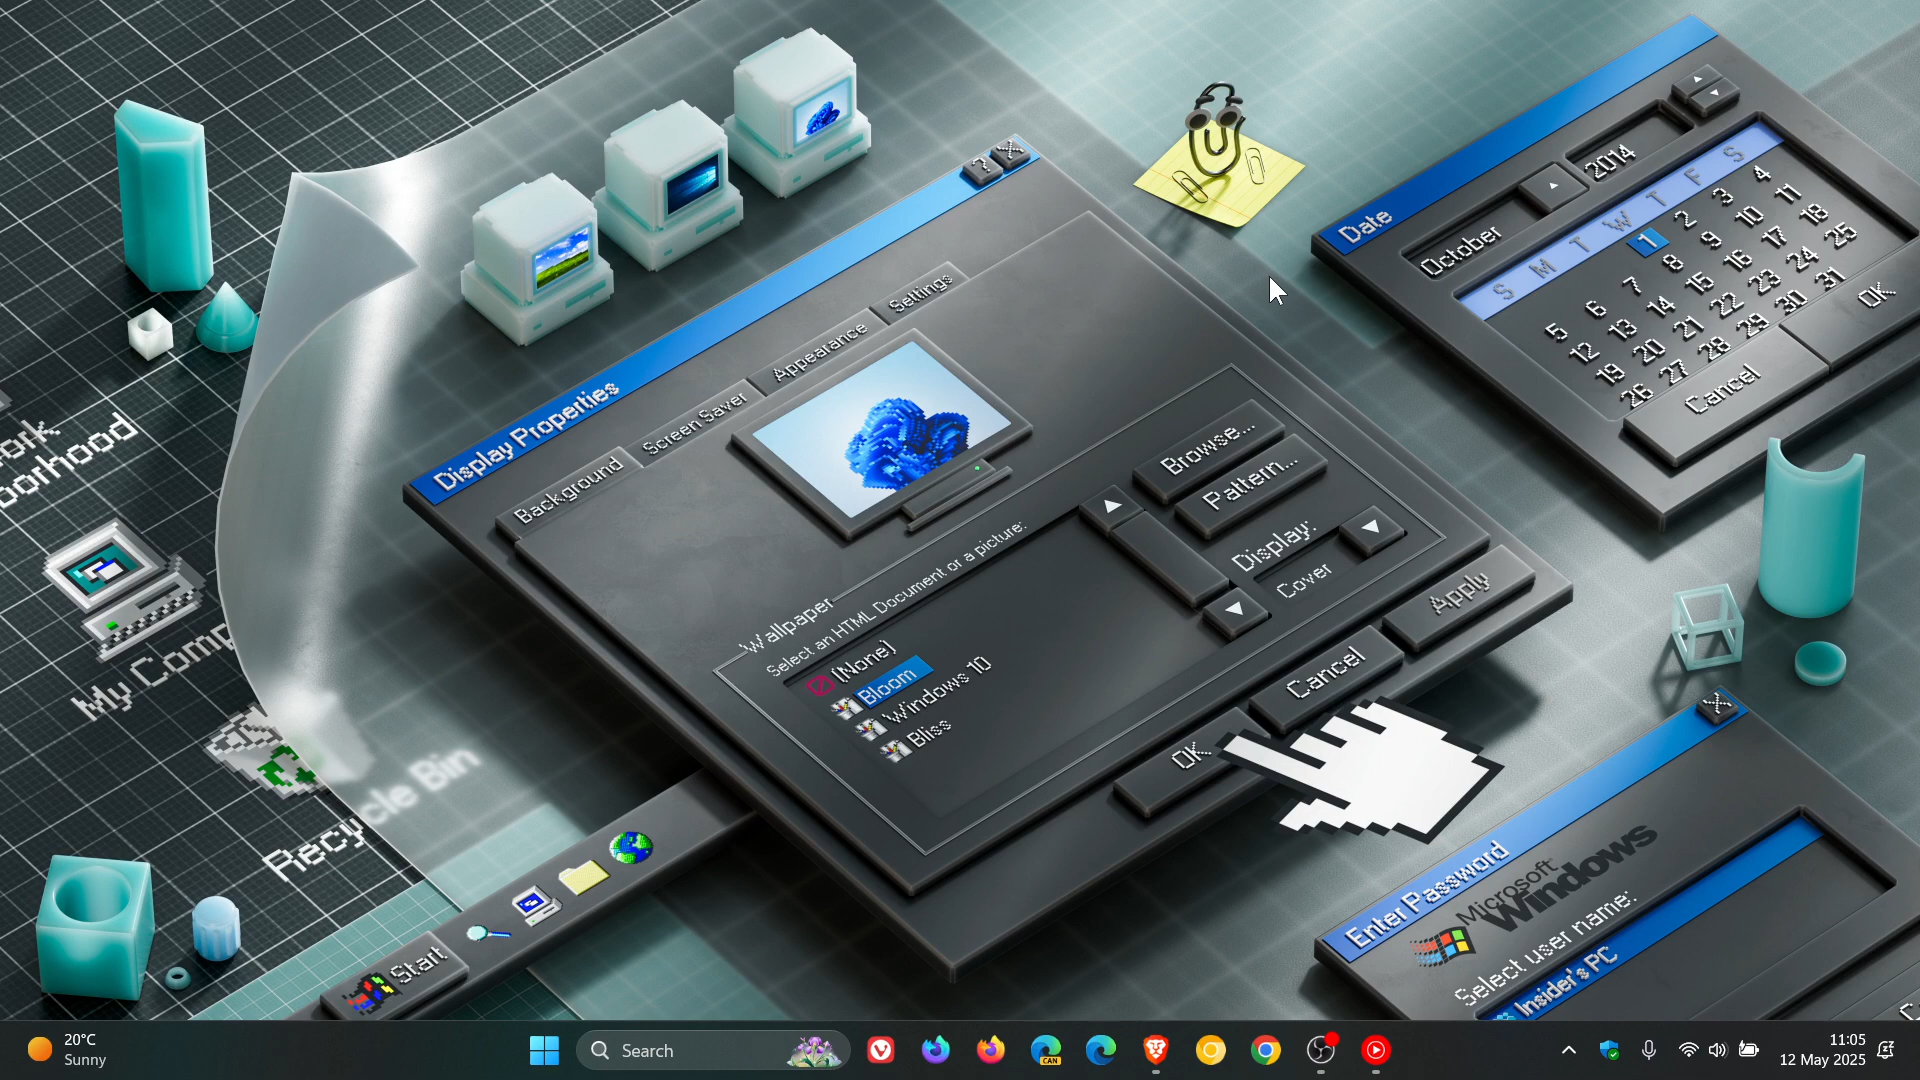 Date
October
2014
S M T W T F S
1 2 3 4
5 6 7 8 9 10 11
12 13 14 15 16 17 18
19 20 21 22 23 24 25
26 27 28 29 30 31
OK
Cancel
?
Display Properties
Background
Screen Saver
Appearance
Settings
Wallpaper
Select an HTML Document or a picture:
(None)
Bloom
Windows 10
Bliss
Browse...
Pattern...
Display:
Cover
OK
Cancel
Apply
My Comp
Recycle Bin
Start
Enter Password
Microsoft
Windows
Select user name:
Insider's PC
20°C
Sunny
Search
CAN
11:05
12 May 2025